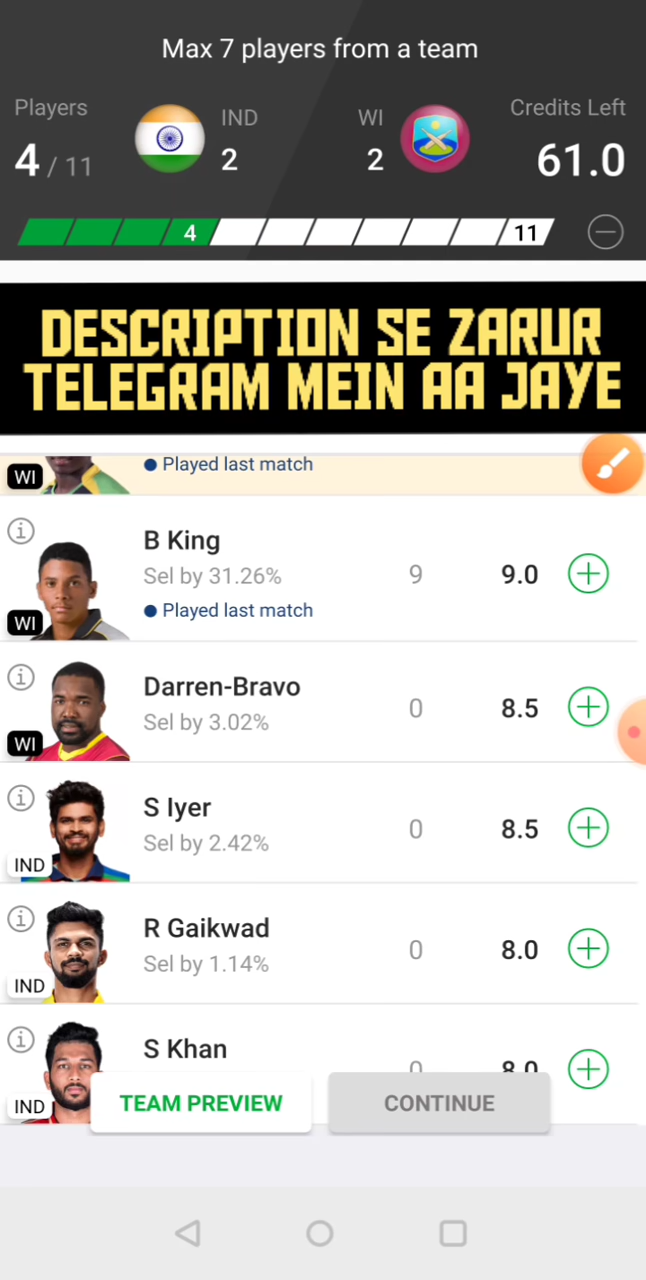 Max 7 players from a team
Players IND WI Credits Left
4 / 11 2 2 61.0
4 11
DESCRIPTION SE ZARUR
TELEGRAM MEIN AA JAYE
WI Played last match
B King
Sel by 31.26% 9 9.0
Played last match
WI
Darren-Bravo
Sel by 3.02% 0 8.5
WI
S Iyer
Sel by 2.42% 0 8.5
IND
R Gaikwad
Sel by 1.14% 0 8.0
IND
S Khan
0 8.0
IND
TEAM PREVIEW CONTINUE